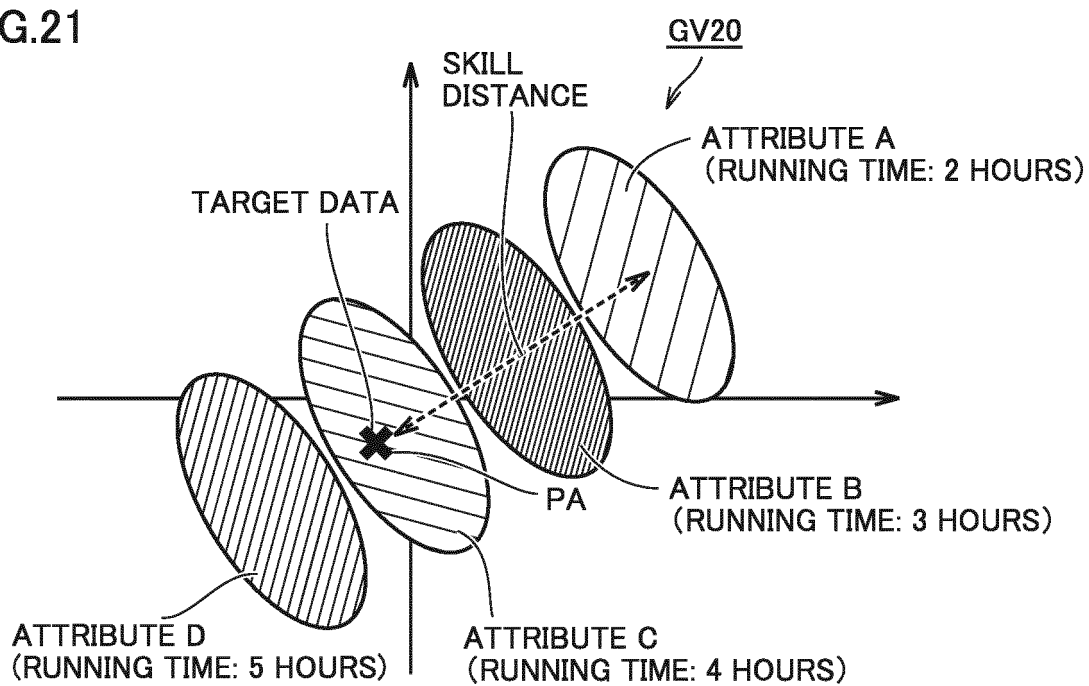 G.21
GV20
SKILL
DISTANCE
ATTRIBUTE A
(RUNNING TIME: 2 HOURS)
TARGET DATA
PA
ATTRIBUTE B
(RUNNING TIME: 3 HOURS)
ATTRIBUTE D
(RUNNING TIME: 5 HOURS)
ATTRIBUTE C
(RUNNING TIME: 4 HOURS)